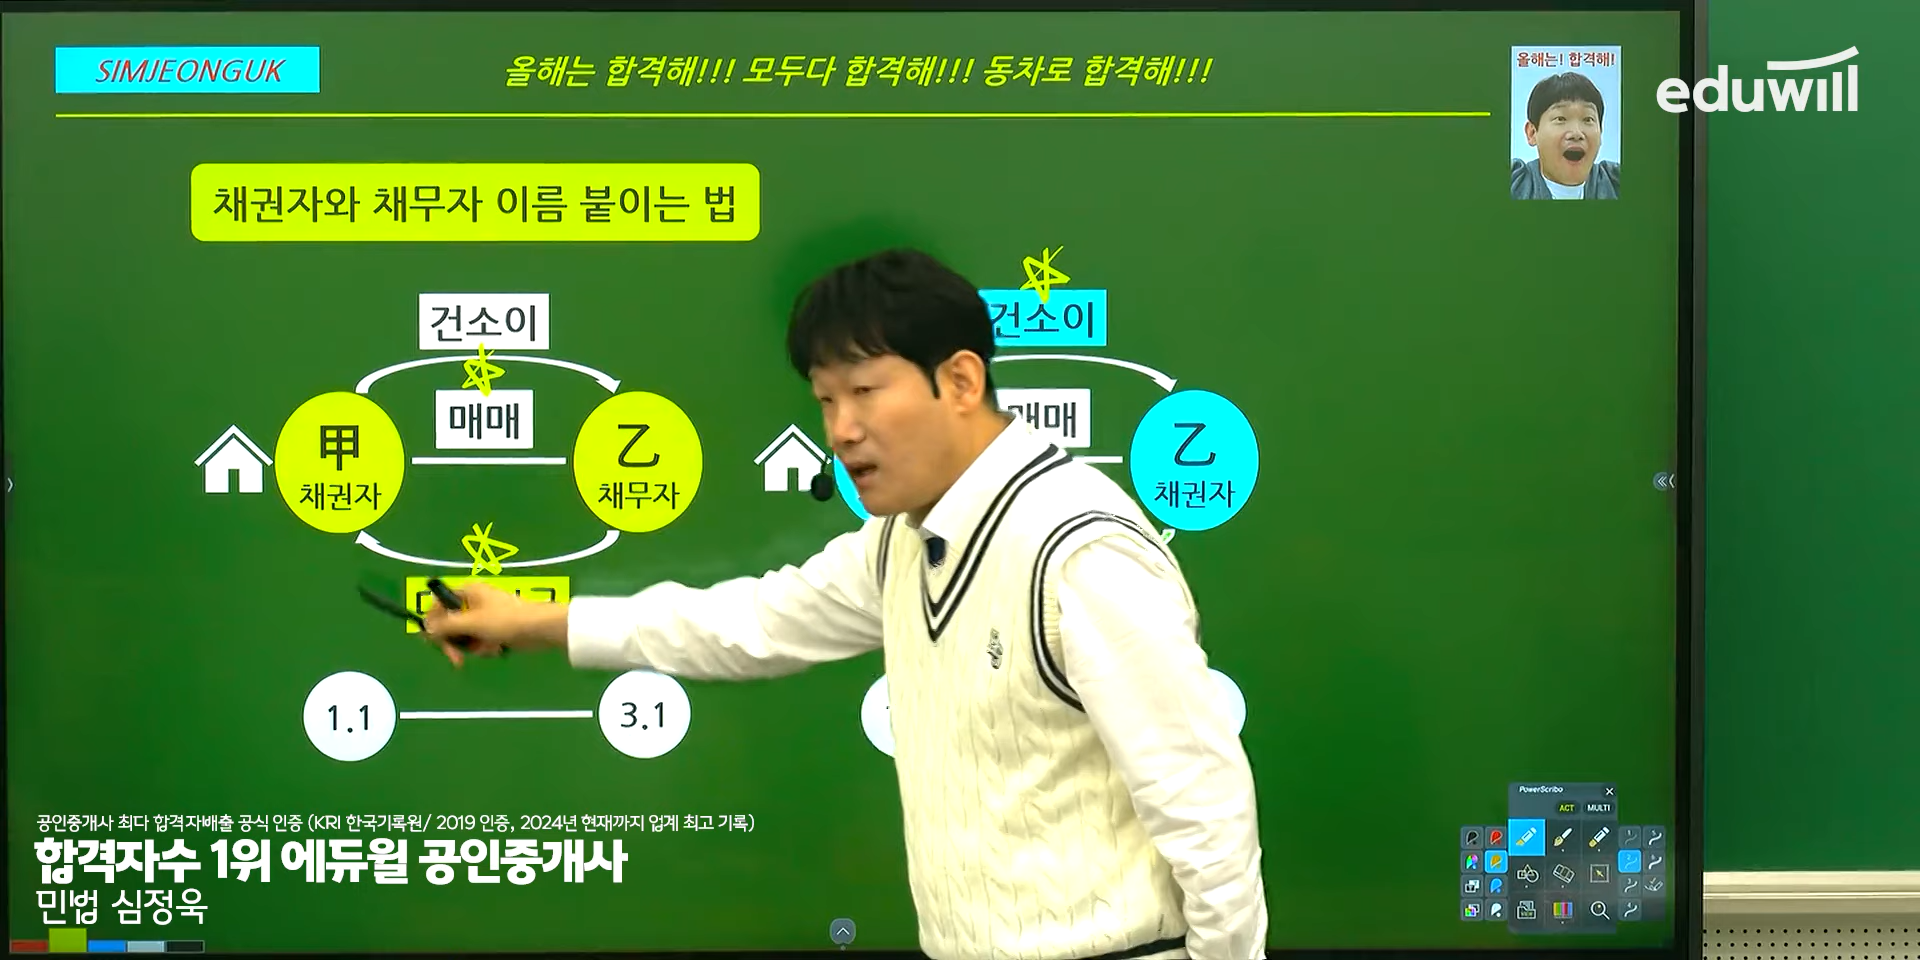 SIMJEONGUK
올해는 합격해!!! 모두다 합격해!!! 동차로 합격해!!!
올해는! 합격해!
eduwill
채권자와 채무자 이름 붙이는 법
건소이
건소이
매매
매매
甲
채권자
乙
채무자
乙
채권자
1.1
3.1
PowerScribo
ACT
MULTI
공인중개사 최다 합격자배출 공식 인증 (KRI 한국기록원/ 2019 인증, 2024년 현재까지 업계 최고 기록)
합격자수 1위 에듀윌 공인중개사
민법 심정욱